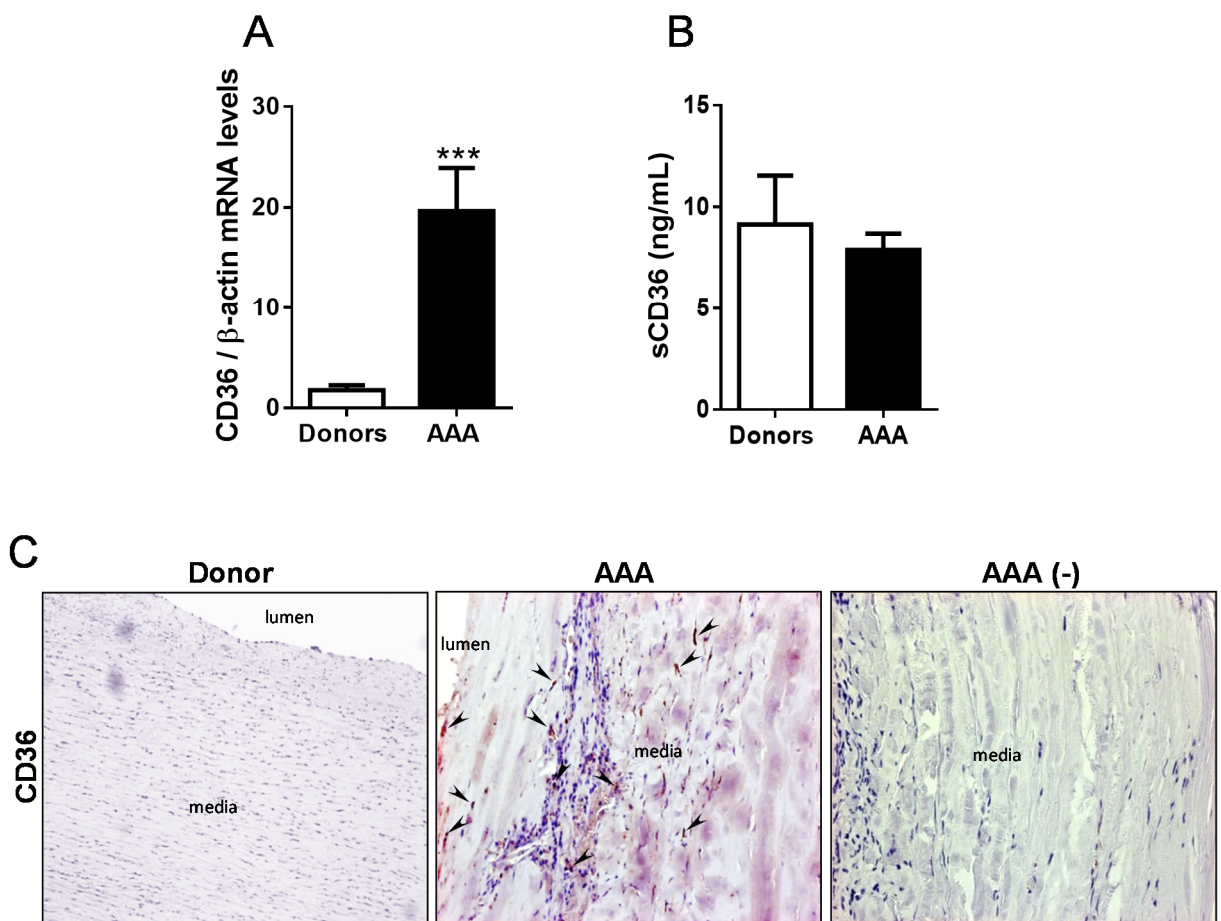 A
CD36 / β-actin mRNA levels
30
20
10
0
***
Donors
AAA
B
sCD36 (ng/mL)
15
10
5
0
Donors
AAA
C
Donor
AAA
AAA (-)
CD36
lumen
media
lumen
media
media